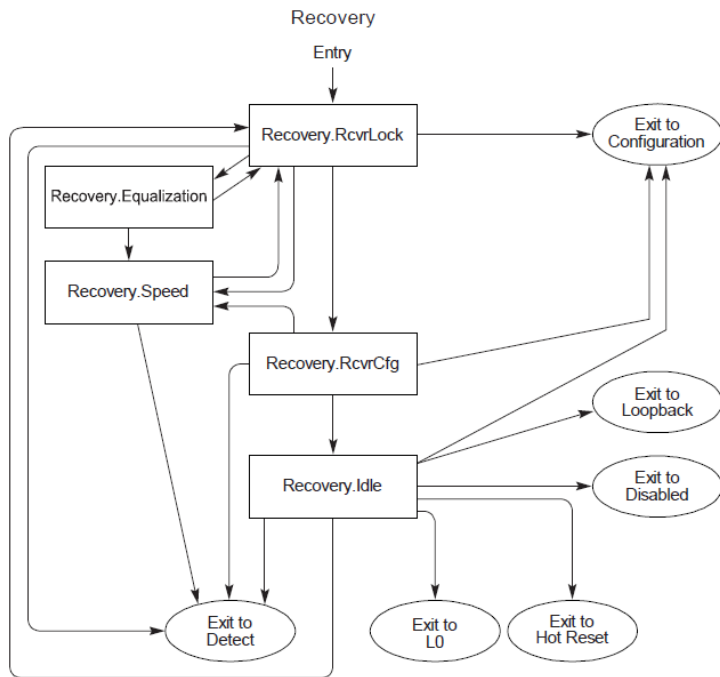 Recovery
Entry
Recovery.RcvrLock
Exit to
Configuration
Recovery.Equalization
Recovery.Speed
Recovery.RcvrCfg
Exit to
Loopback
Recovery.Idle
Exit to
Disabled
Exit to
Detect
Exit to
L0
Exit to
Hot Reset